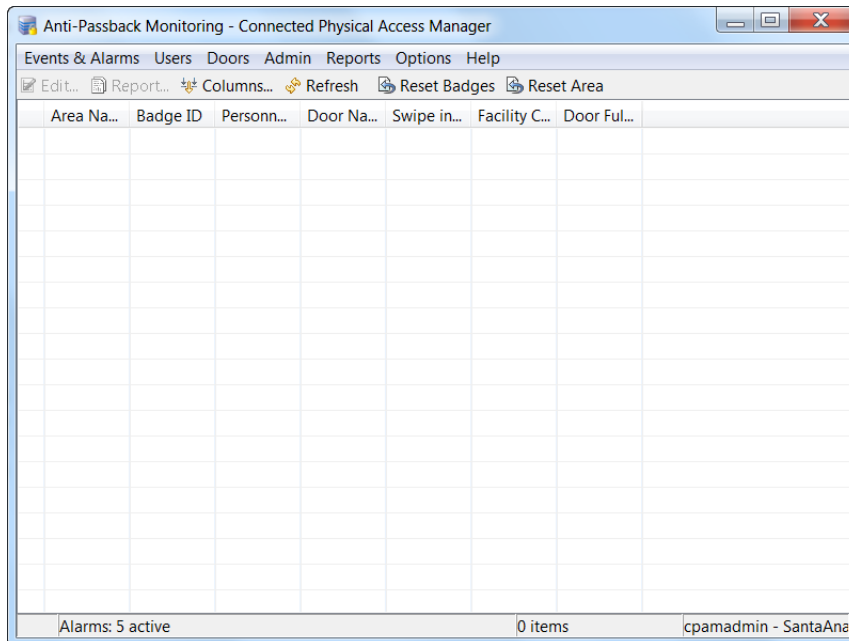 Anti-Passback Monitoring - Connected Physical Access Manager
Events & Alarms Users Doors Admin Reports Options Help
Edit... Report... Columns... Refresh Reset Badges Reset Area
Area Na... Badge ID Personn... Door Na... Swipe in... Facility C... Door Ful...
Alarms: 5 active 0 items cpamadmin - SantaAna